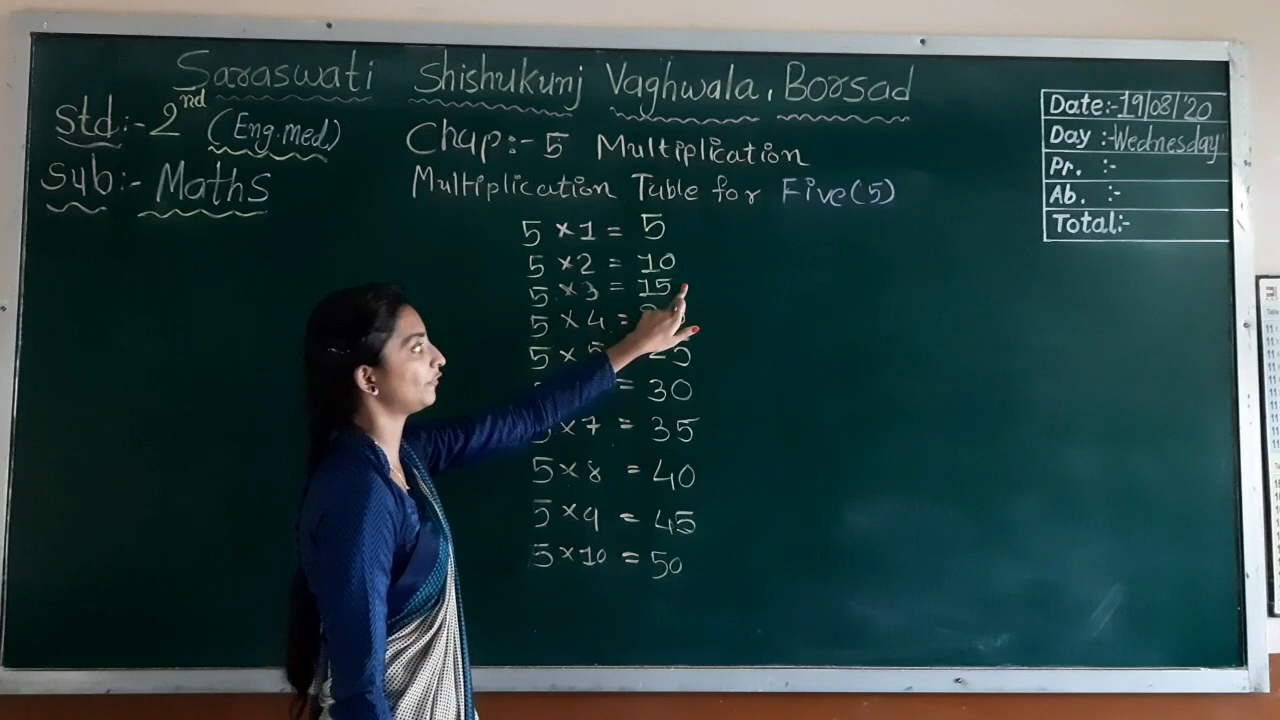 Saraswati Shishukunj Vaghwala, Borsad
Std:- 2nd (Eng.med.)
Sub:- Maths
Chap:- 5 Multiplication
Multiplication Table for Five(5)
5 ×1 = 5
5 ×2 = 10
5 ×3 = 15
5 ×4 =
5 ×5 25
= 30
5 ×7 = 35
5 ×8 = 40
5 ×9 = 45
5 ×10 = 50
Date:-19/08/'20
Day :-Wednesday
Pr. :-
Ab. :-
Total:-